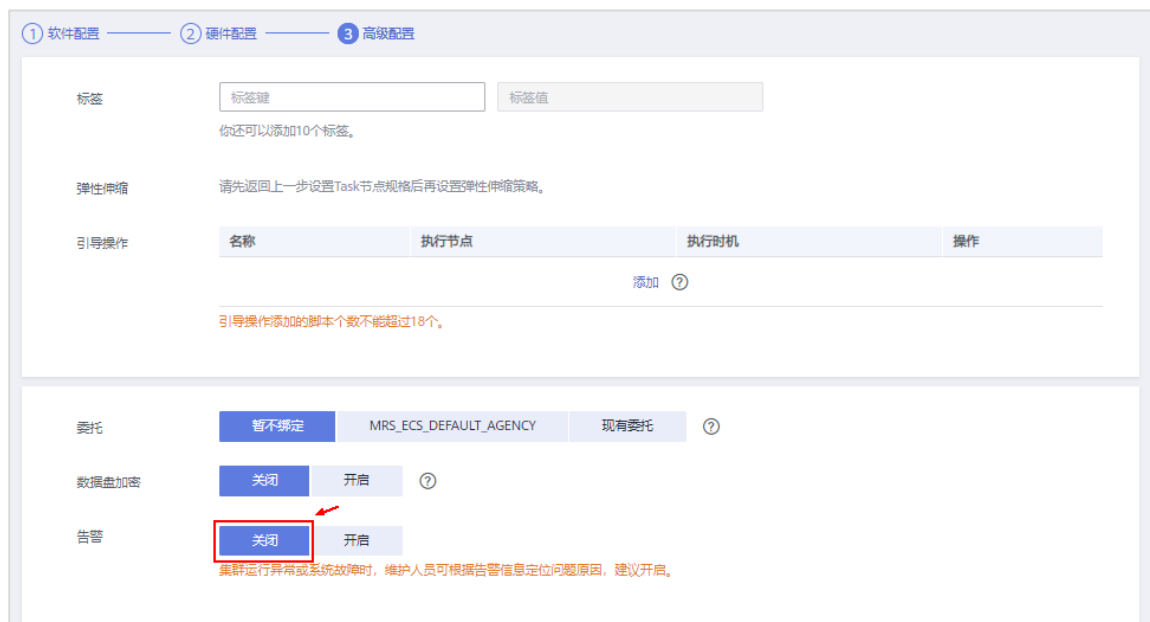 1 软件配置 2 硬件配置 3 高级配置
标签 标签键 标签值
你还可以添加10个标签。
弹性伸缩 请先返回上一步设置Task节点规格后再设置弹性伸缩策略。
引导操作 名称 执行节点 执行时机 操作
添加 ?
引导操作添加的脚本个数不能超过18个。
委托 暂不绑定 MRS_ECS_DEFAULT_AGENCY 现有委托 ?
数据盘加密 关闭 开启 ?
告警 关闭 开启
集群运行异常或系统故障时，维护人员可根据告警信息定位问题原因，建议开启。